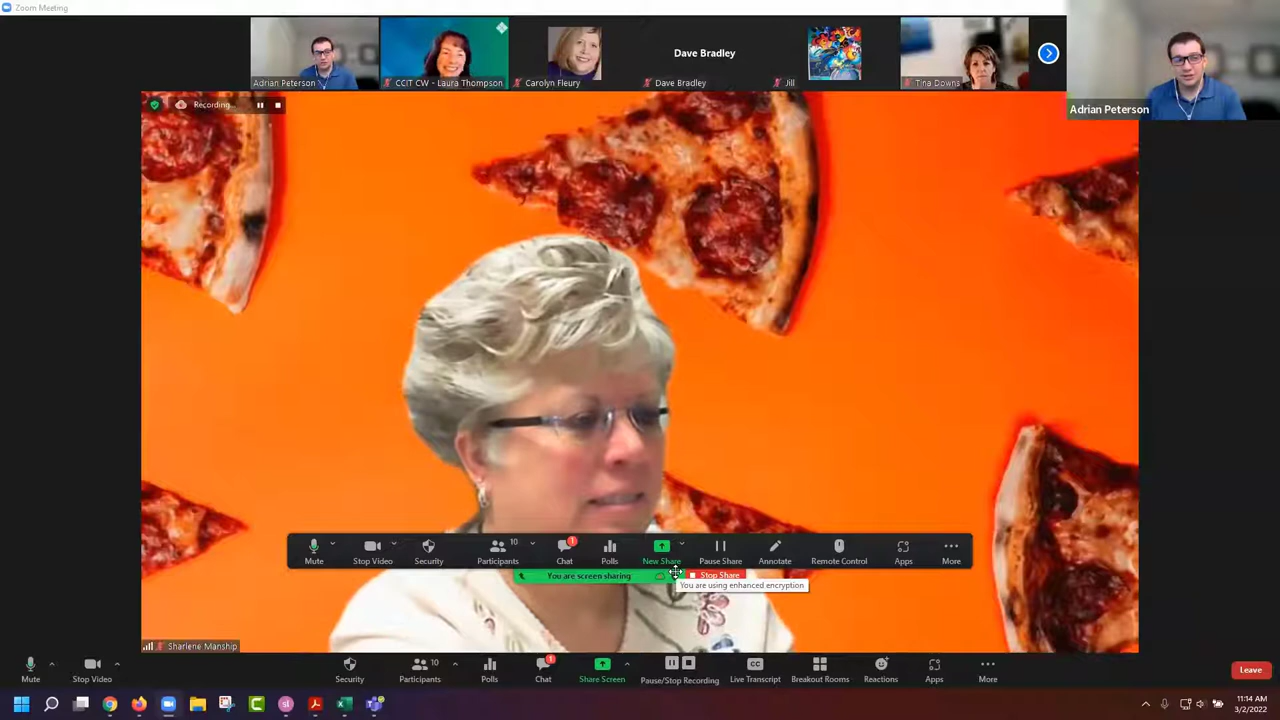 Zoom Meeting
Adrian Peterson
CCIT CW - Laura Thompson
Carolyn Fleury
Dave Bradley
Dave Bradley
Jill
Tina Downs
Adrian Peterson
Recording...
10
1
Mute
Stop Video
Security
Participants
Chat
Polls
New Share
Pause Share
Annotate
Remote Control
Apps
More
You are screen sharing
Stop Share
You are using enhanced encryption
Sharlene Manship
10
1
CC
Mute
Stop Video
Security
Participants
Polls
Chat
Share Screen
Pause/Stop Recording
Live Transcript
Breakout Rooms
Reactions
Apps
More
Leave
sl
11:14 AM
3/2/2022